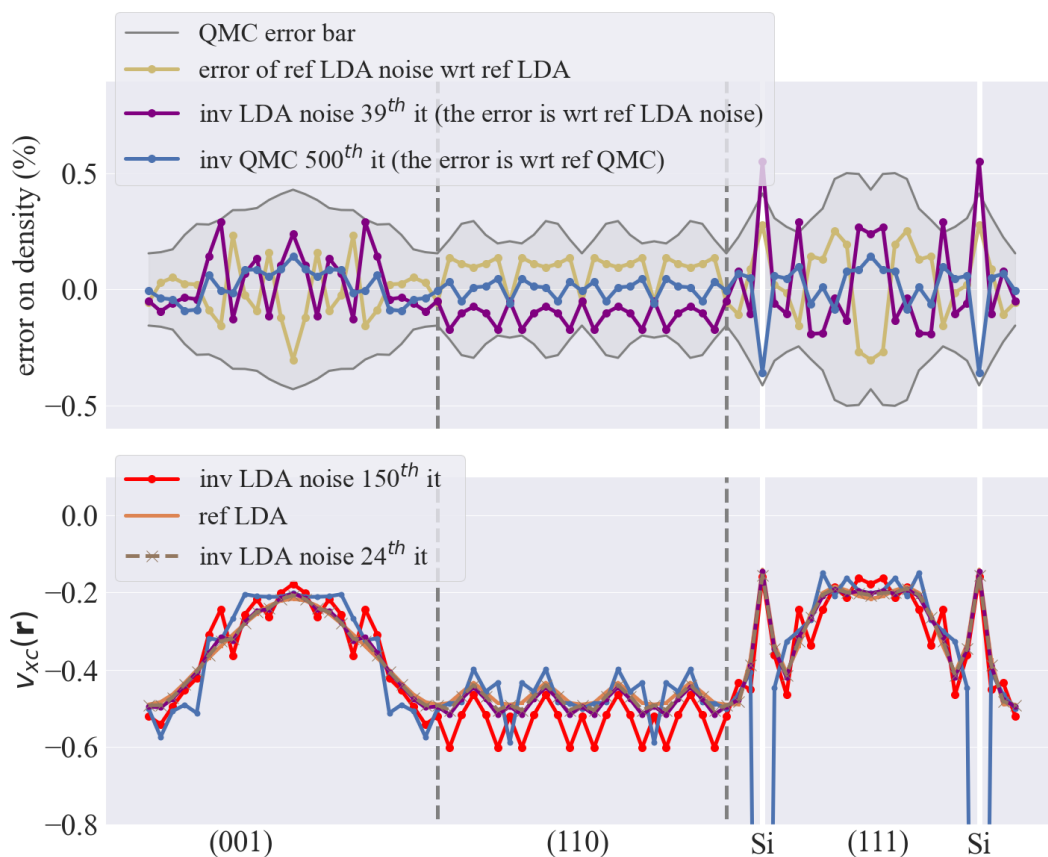 QMC error bar
error of ref LDA noise wrt ref LDA
inv LDA noise 39th it (the error is wrt ref LDA noise)
inv QMC 500th it (the error is wrt ref QMC)
error on density (%)
0.5
0.0
−0.5
inv LDA noise 150th it
ref LDA
inv LDA noise 24th it
vxc(r)
0.0
−0.2
−0.4
−0.6
−0.8
(001)
(110)
Si
(111)
Si